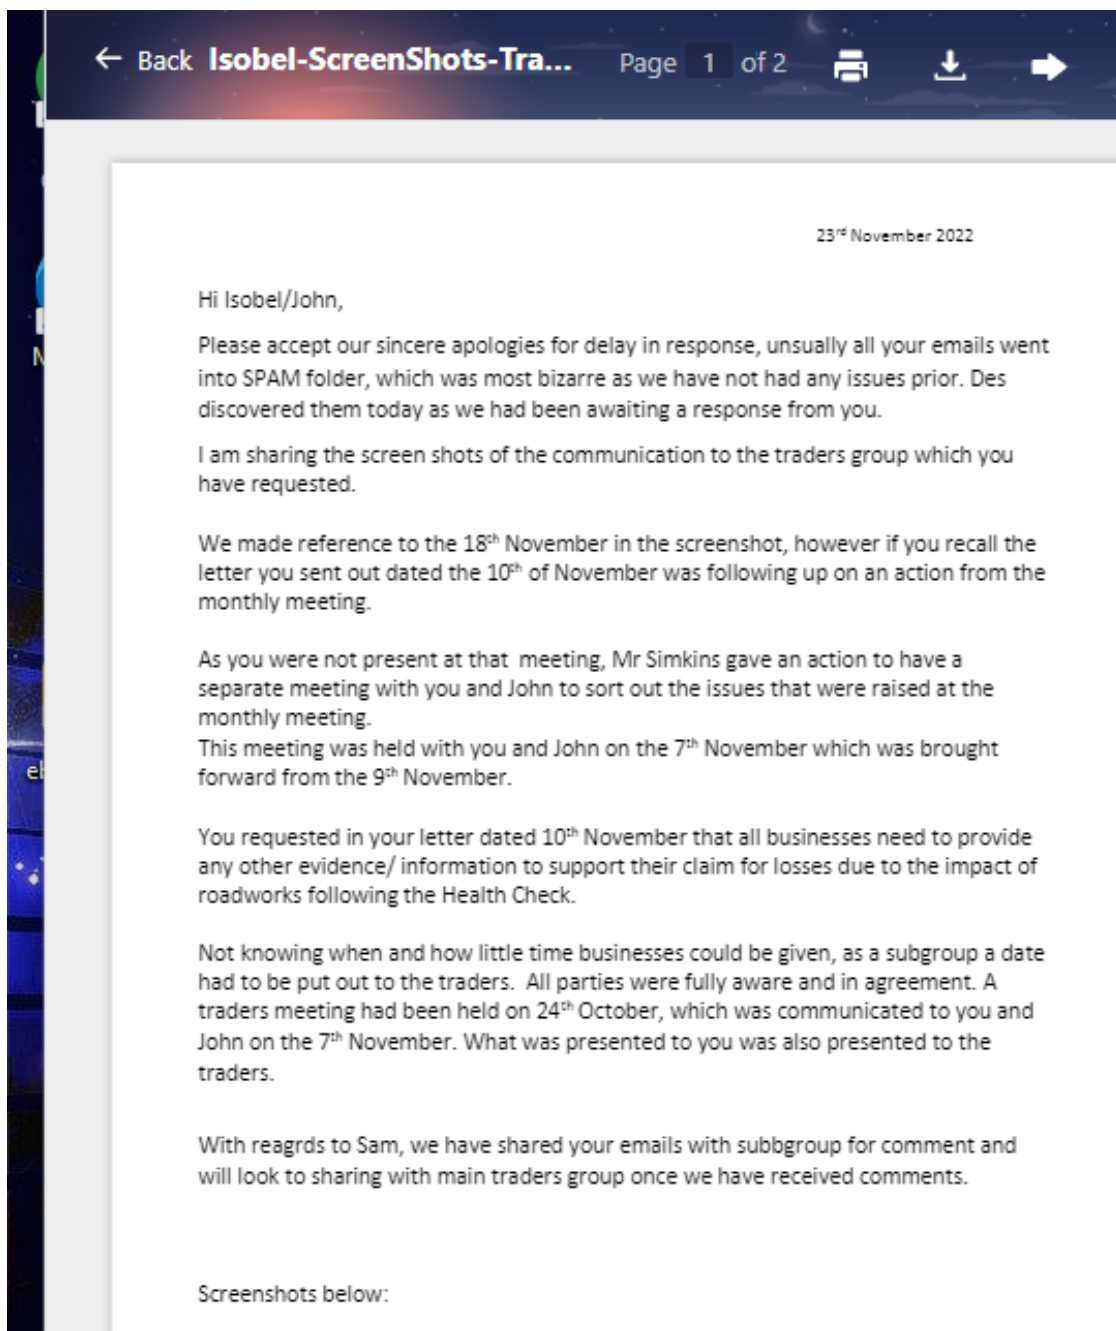 Back Isobel-ScreenShots-Tra... Page 1 of 2
23rd November 2022
Hi Isobel/John,
Please accept our sincere apologies for delay in response, unsually all your emails went
into SPAM folder, which was most bizarre as we have not had any issues prior. Des
discovered them today as we had been awaiting a response from you.
I am sharing the screen shots of the communication to the traders group which you
have requested.
We made reference to the 18th November in the screenshot, however if you recall the
letter you sent out dated the 10th of November was following up on an action from the
monthly meeting.
As you were not present at that  meeting, Mr Simkins gave an action to have a
separate meeting with you and John to sort out the issues that were raised at the
monthly meeting.
This meeting was held with you and John on the 7th November which was brought
forward from the 9th November.
You requested in your letter dated 10th November that all businesses need to provide
any other evidence/ information to support their claim for losses due to the impact of
roadworks following the Health Check.
Not knowing when and how little time businesses could be given, as a subgroup a date
had to be put out to the traders.  All parties were fully aware and in agreement. A
traders meeting had been held on 24th October, which was communicated to you and
John on the 7th November. What was presented to you was also presented to the
traders.
With reagrds to Sam, we have shared your emails with subbgroup for comment and
will look to sharing with main traders group once we have received comments.
Screenshots below: